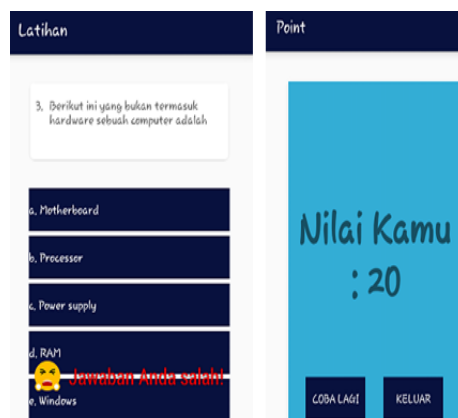 Latihan
3. Berikut ini yang bukan termasuk
hardware sebuah computer adalah
a. Motherboard
b. Processor
c. Power supply
d. RAM
Jawaban Anda salah!
e. Windows
Point
Nilai Kamu
: 20
COBA LAGI
KELUAR